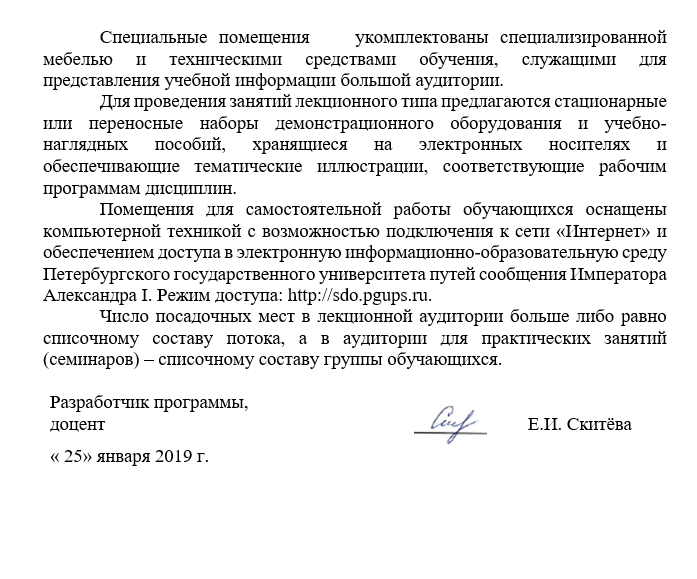 Специальные помещения укомплектованы специализированной
мебелью и техническими средствами обучения, служащими для
представления учебной информации большой аудитории.
Для проведения занятий лекционного типа предлагаются стационарные
или переносные наборы демонстрационного оборудования и учебно-
наглядных пособий, хранящиеся на электронных носителях и
обеспечивающие тематические иллюстрации, соответствующие рабочим
программам дисциплин.
Помещения для самостоятельной работы обучающихся оснащены
компьютерной техникой с возможностью подключения к сети «Интернет» и
обеспечением доступа в электронную информационно-образовательную среду
Петербургского государственного университета путей сообщения Императора
Александра I. Режим доступа: http://sdo.pgups.ru.
Число посадочных мест в лекционной аудитории больше либо равно
списочному составу потока, а в аудитории для практических занятий
(семинаров) – списочному составу группы обучающихся.
Разработчик программы,
доцент Е.И. Скитёва
« 25» января 2019 г.